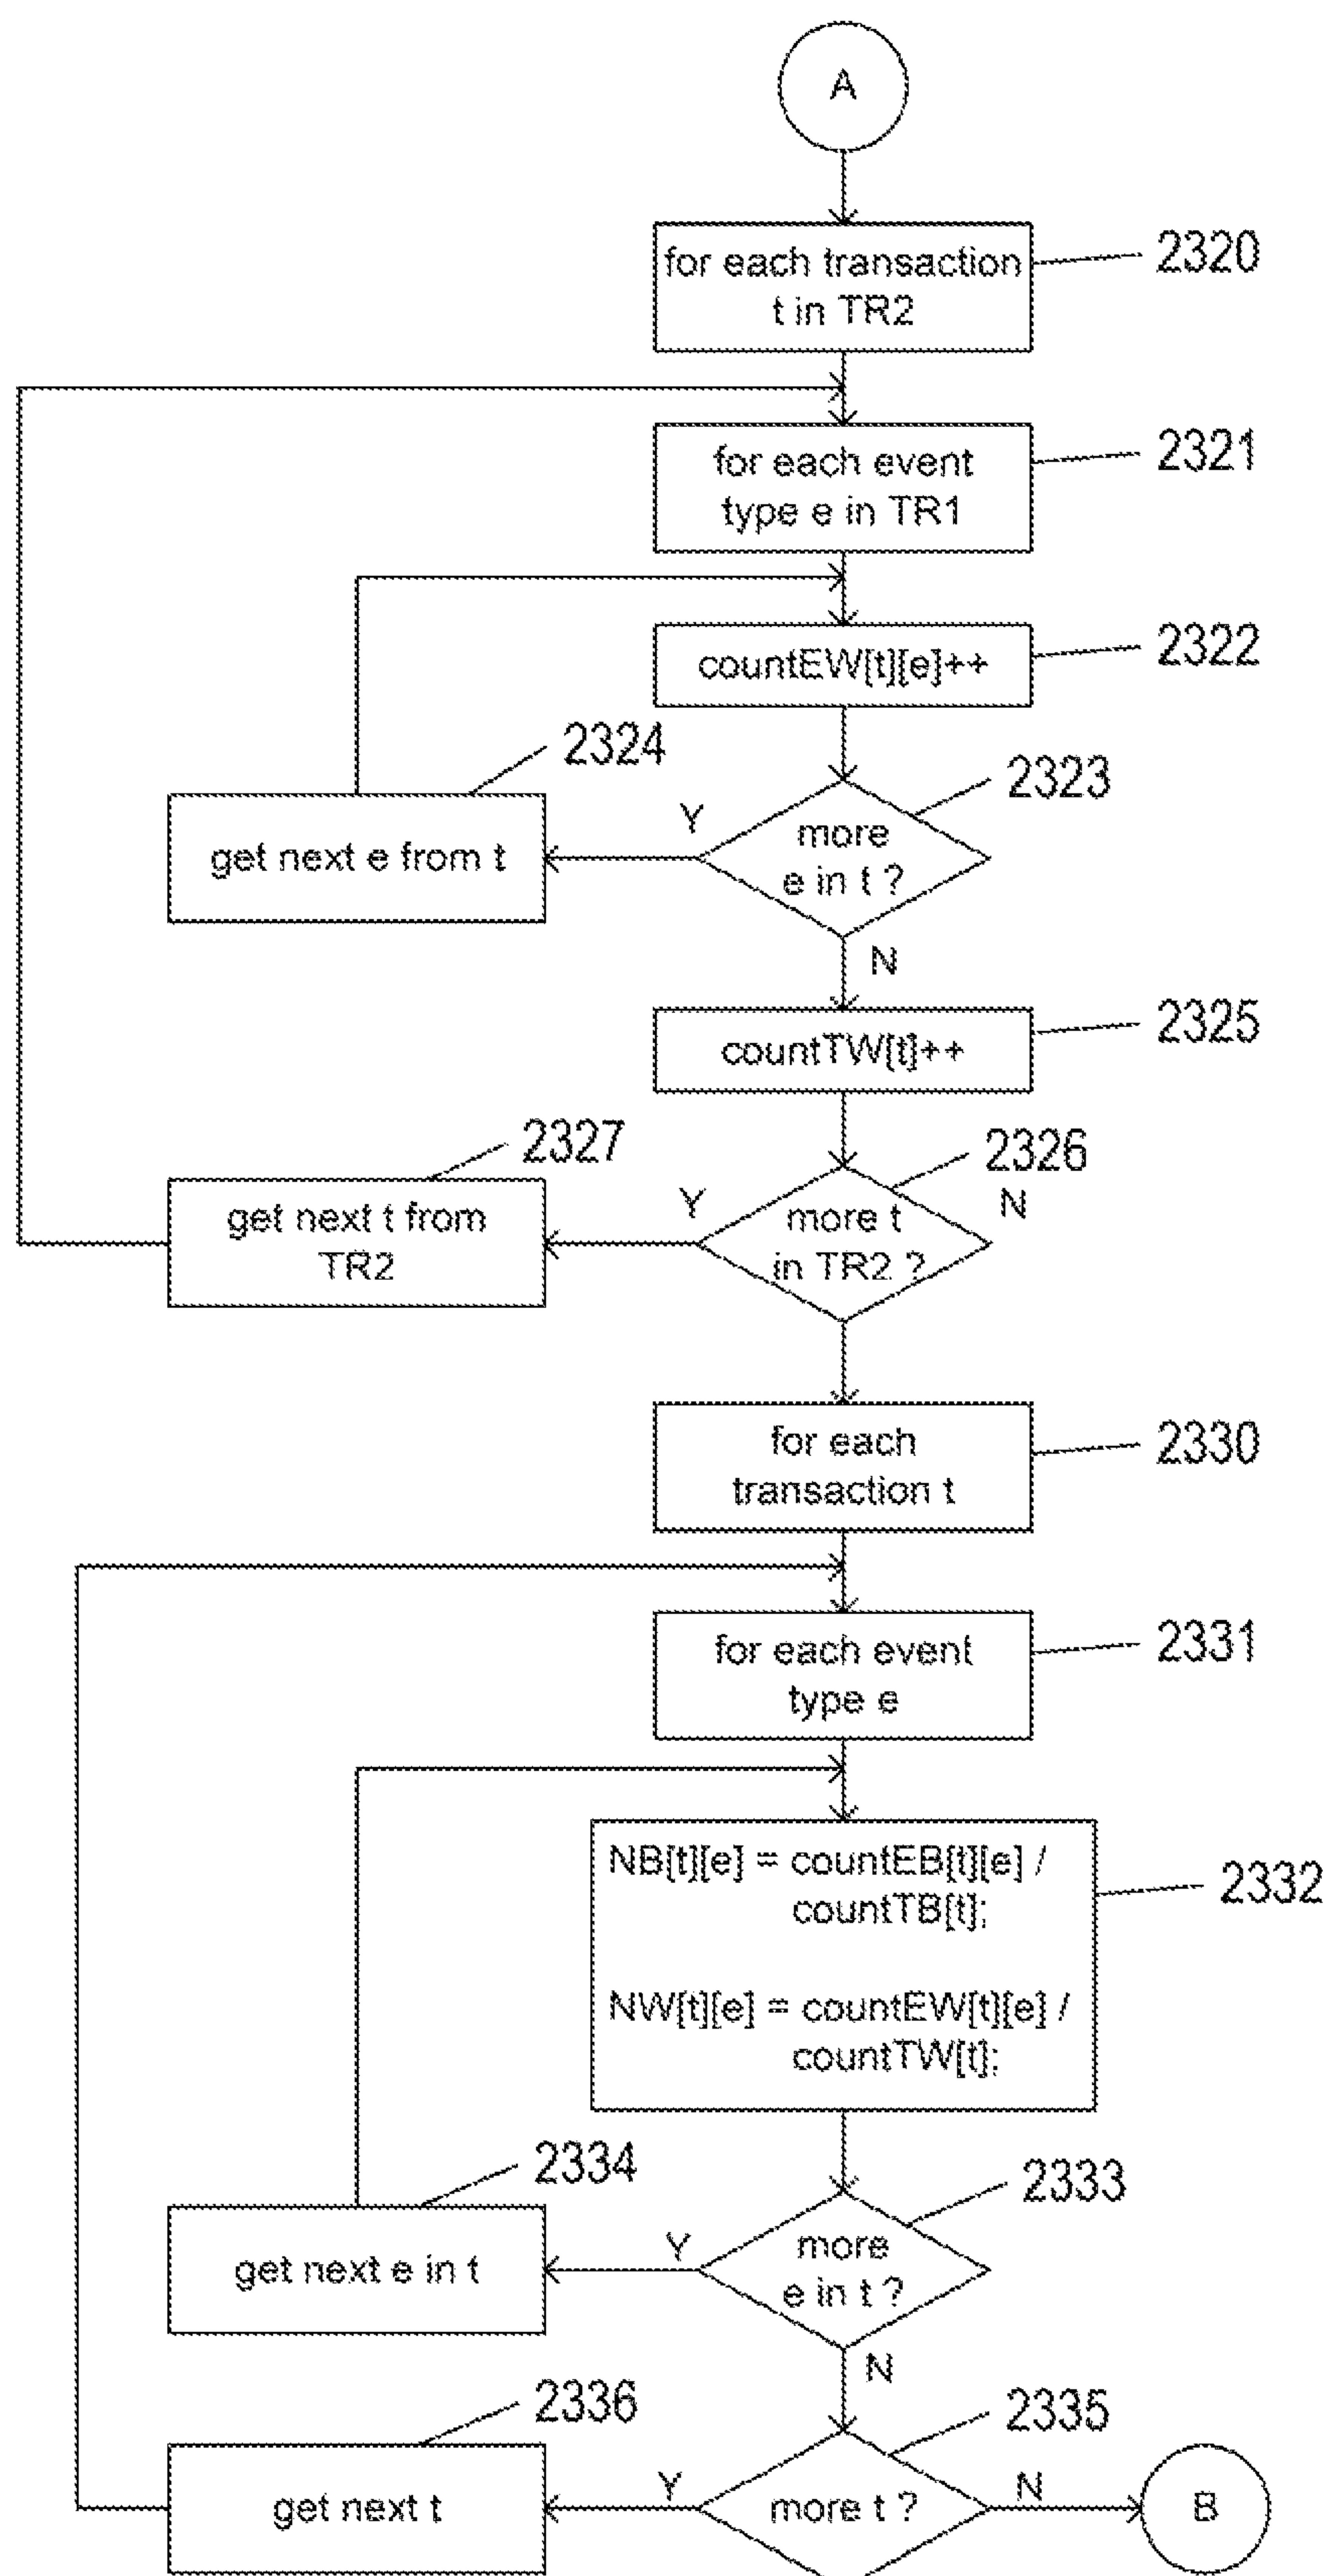 A
for each transaction
t in TR2
2320
for each event
type e in TR1
2321
countEW[t][e]++
2322
2324
get next e from t
Y
more
e in t ?
2323
N
countTW[t]++
2325
2327
get next t from
TR2
Y
more t
in TR2 ?
2326
N
for each
transaction t
2330
for each event
type e
2331
NB[t][e] = countEB[t][e] /
countTB[t];
NW[t][e] = countEW[t][e] /
countTW[t];
2332
2334
get next e in t
Y
more
e in t ?
2333
N
2336
get next t
Y
more t ?
2335
N
B